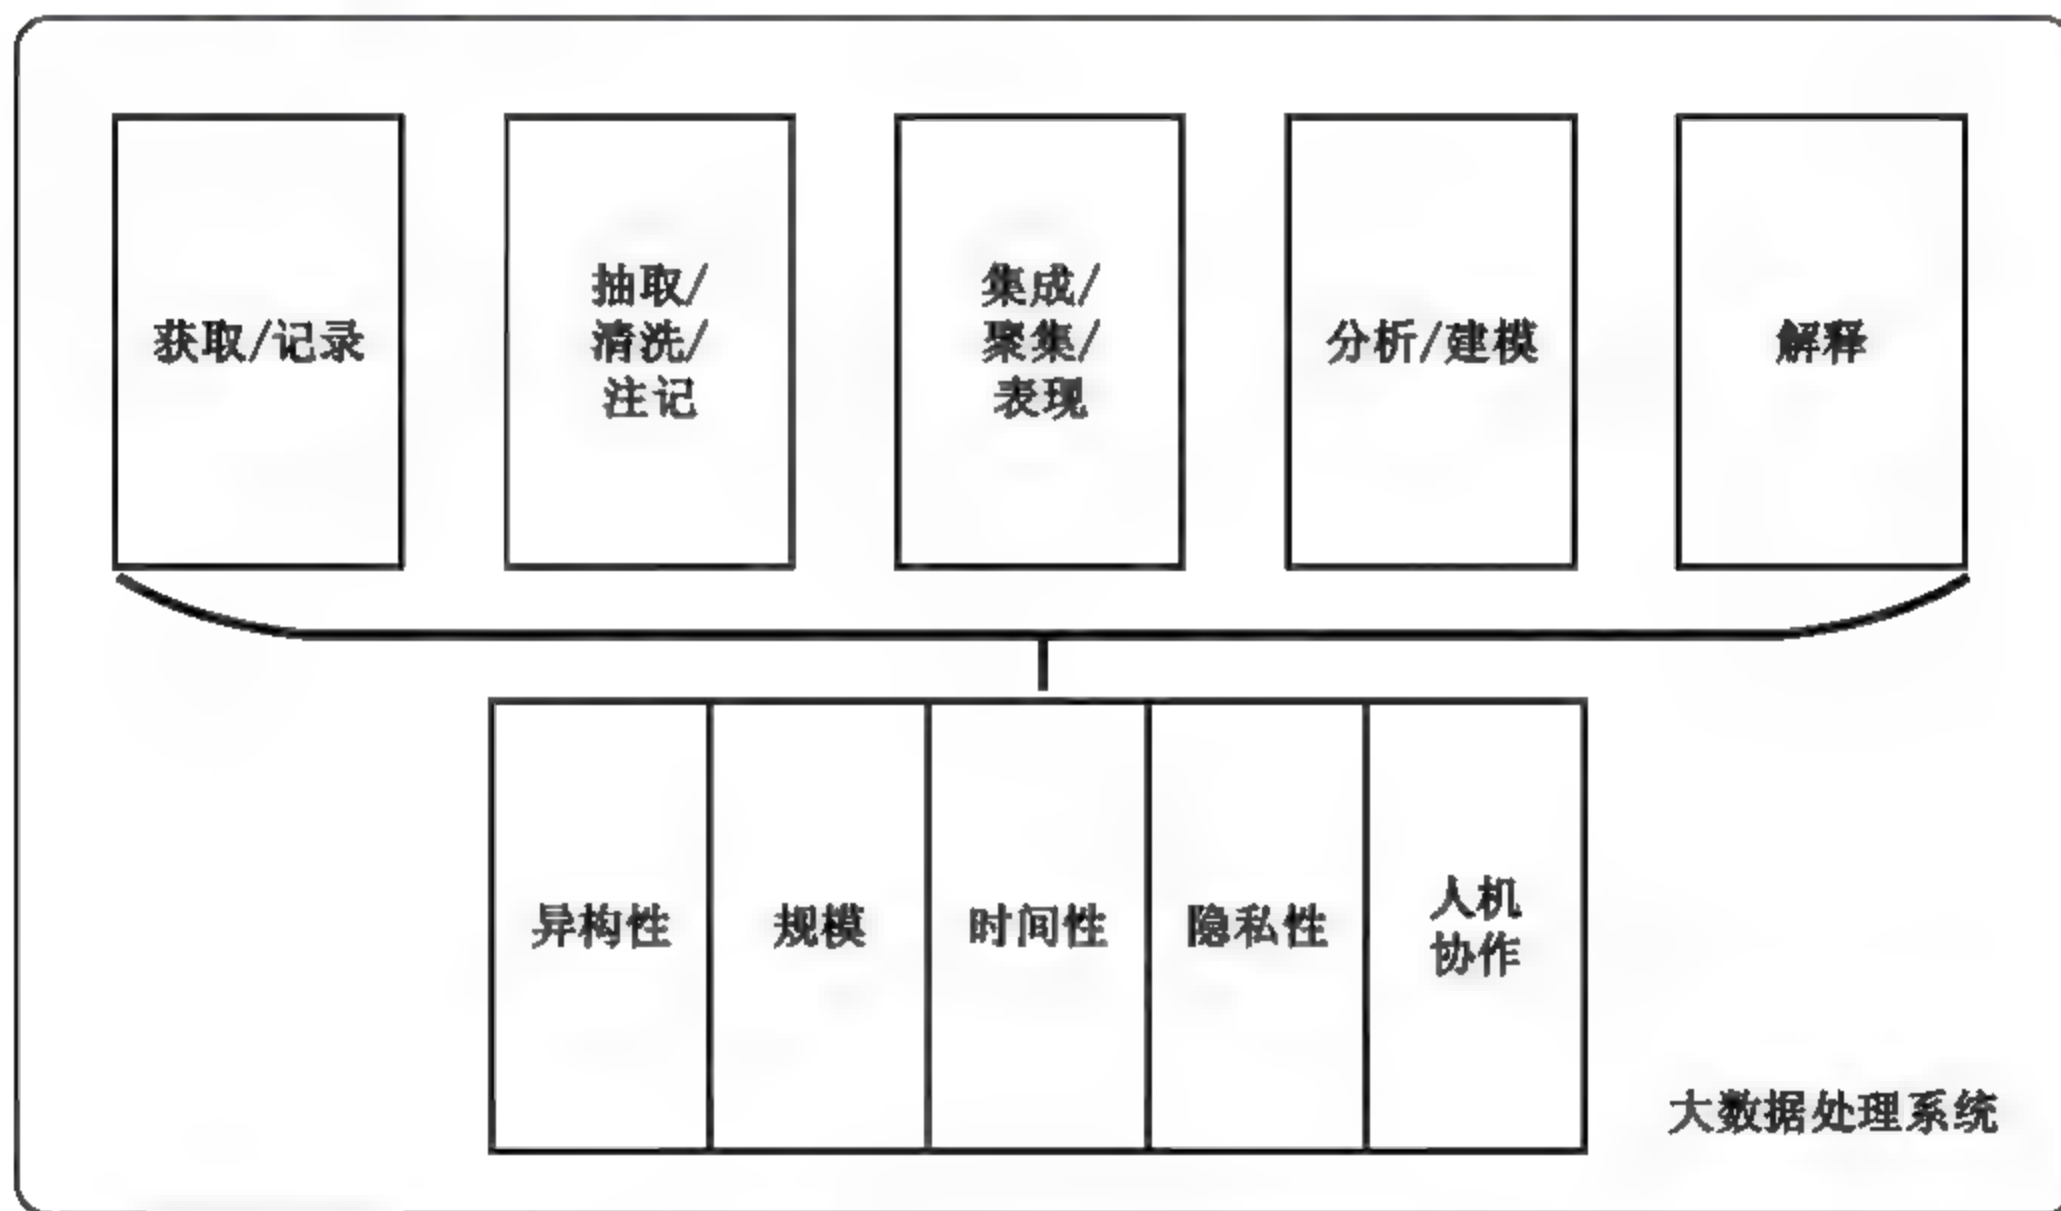 获取/记录
抽取/
清洗/
注记
集成/
聚集/
表现
分析/建模
解释
异构性
规模
时间性
隐私性
人机
协作
大数据处理系统